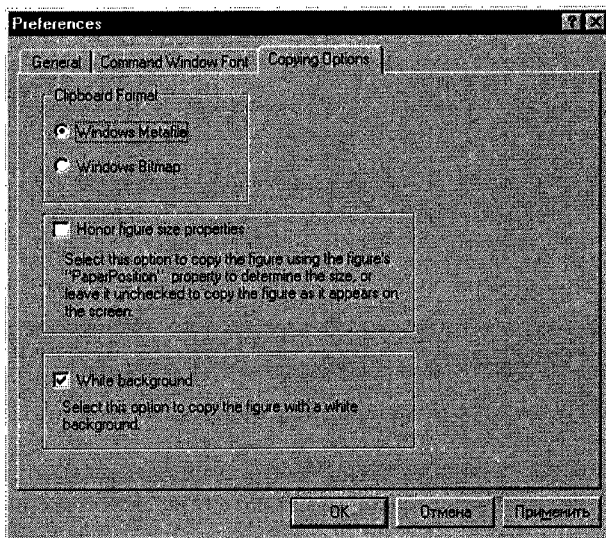 Preferences
General Command Window Font Copying Options
Clipboard Format
Windows Metafile
Windows Bitmap
Honor figure size properties
Select this option to copy the figure using the figure's
"PaperPosition" property to determine the size, or
leave it unchecked to copy the figure as it appears on
the screen.
White background
Select this option to copy the figure with a white
background.
OK Отмена Применить